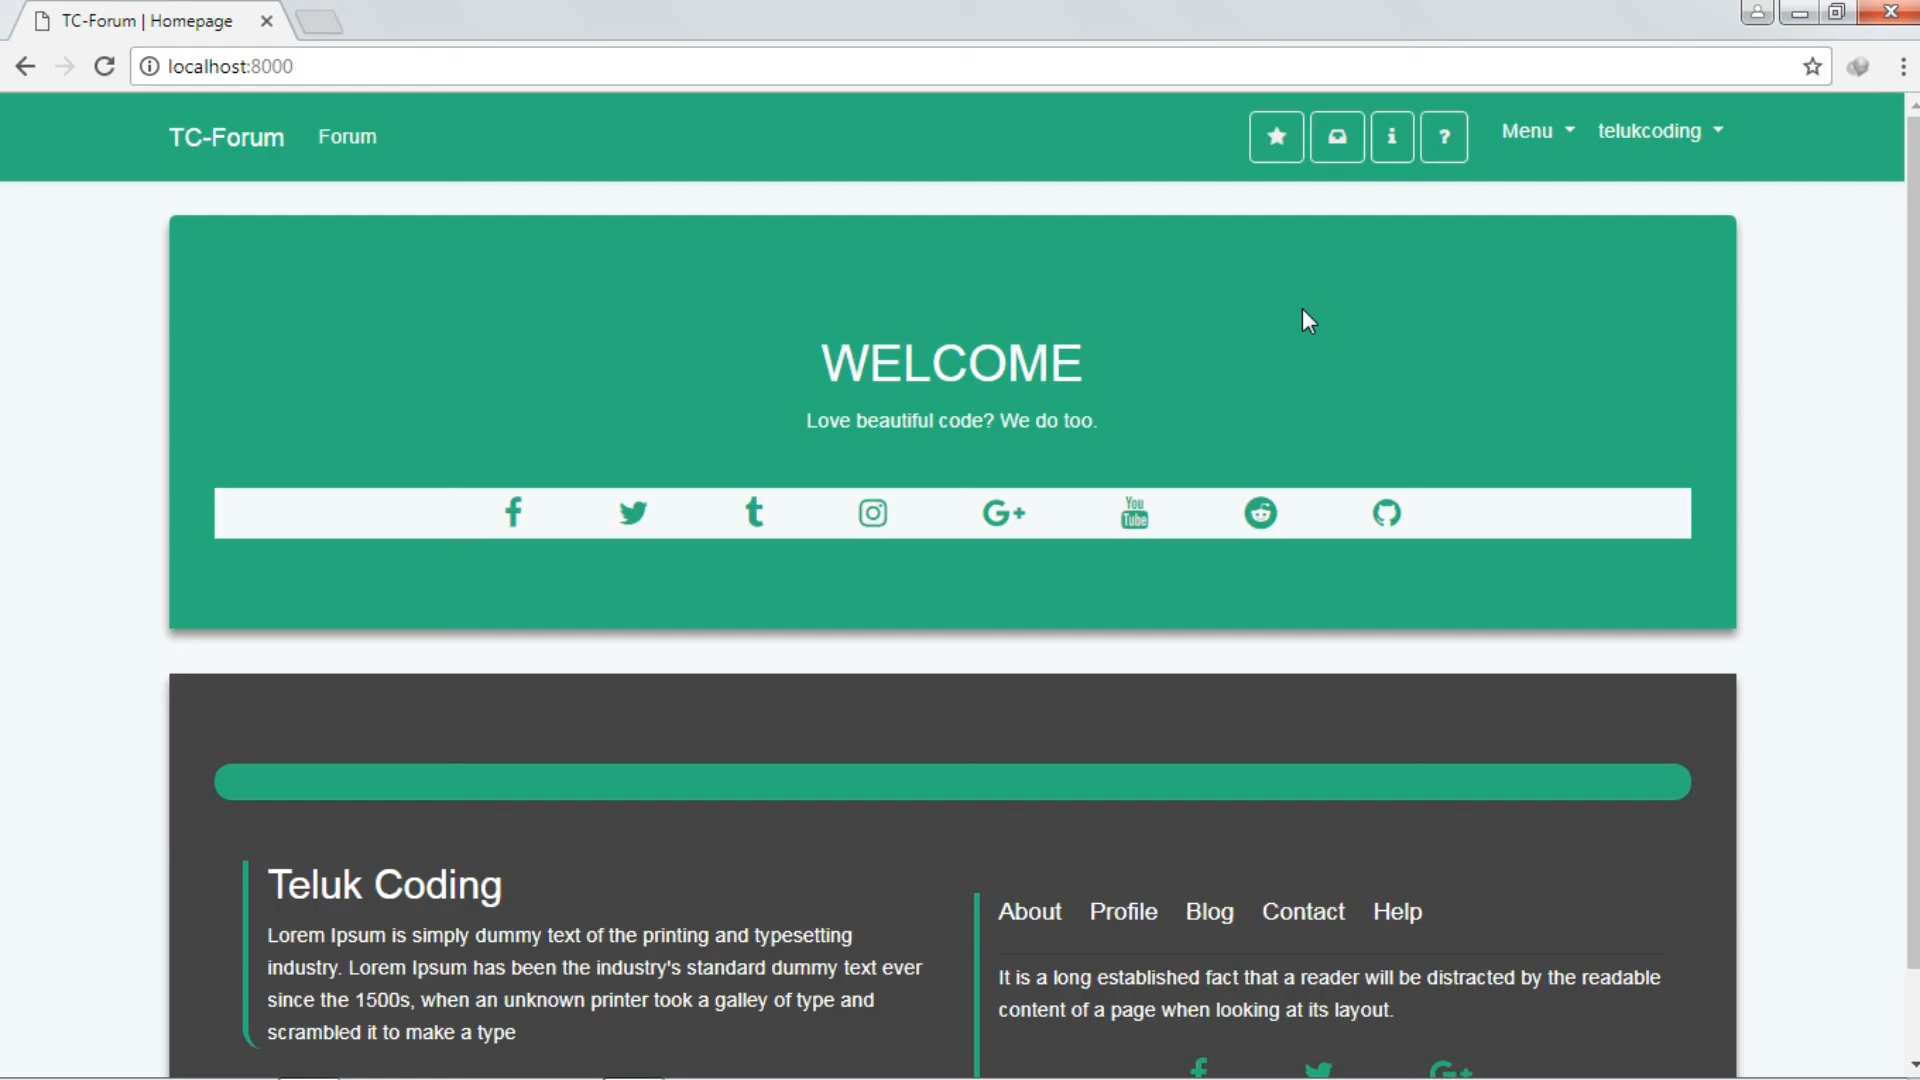 TC-Forum | Homepage
localhost:8000
TC-Forum Forum Menu telukcoding
WELCOME
Love beautiful code? We do too.
You Tube
Teluk Coding
Lorem Ipsum is simply dummy text of the printing and typesetting
industry. Lorem Ipsum has been the industry's standard dummy text ever
since the 1500s, when an unknown printer took a galley of type and
scrambled it to make a type
About Profile Blog Contact Help
It is a long established fact that a reader will be distracted by the readable
content of a page when looking at its layout.